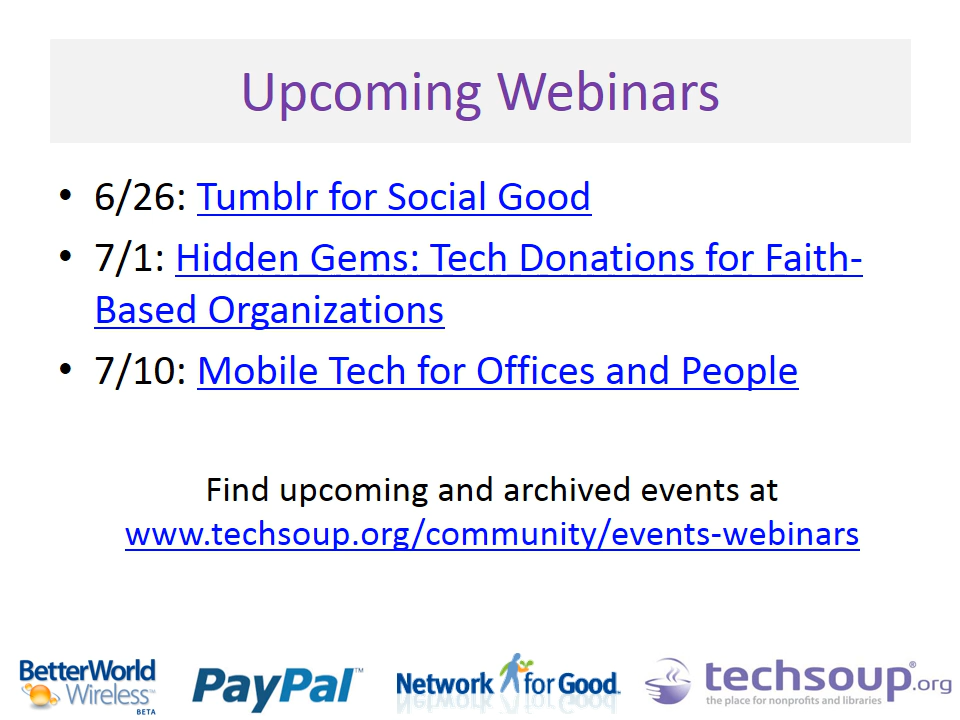 Upcoming Webinars
• 6/26: Tumblr for Social Good
• 7/1: Hidden Gems: Tech Donations for Faith-
Based Organizations
• 7/10: Mobile Tech for Offices and People
Find upcoming and archived events at
www.techsoup.org/community/events-webinars
BetterWorld
Wireless™
BETA
PayPal™
Network for Good.
techsoup®.org
the place for nonprofits and libraries